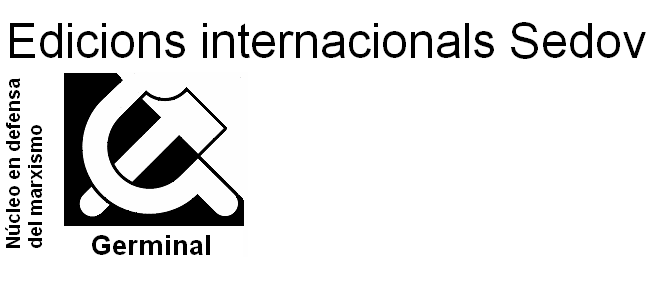 Edicions internacionals Sedov
Núcleo en defensa
del marxismo
Germinal